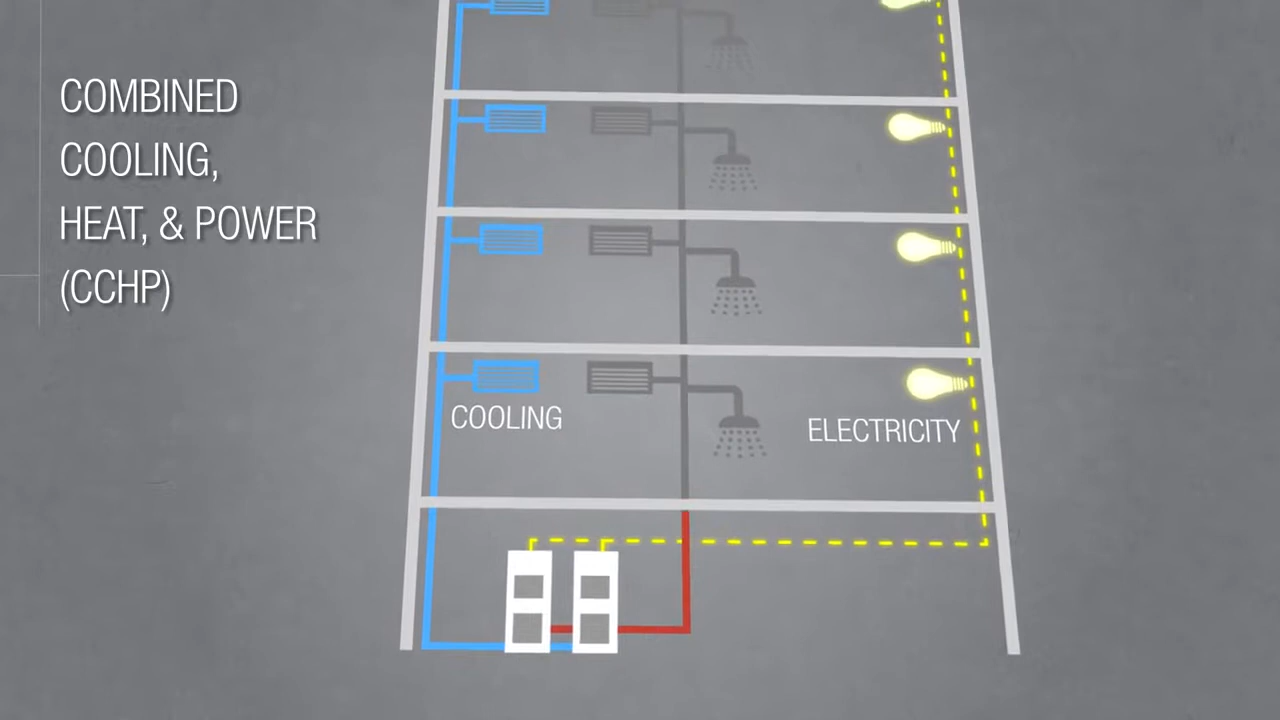 COMBINED
COOLING,
HEAT, & POWER
(CCHP)
COOLING
ELECTRICITY